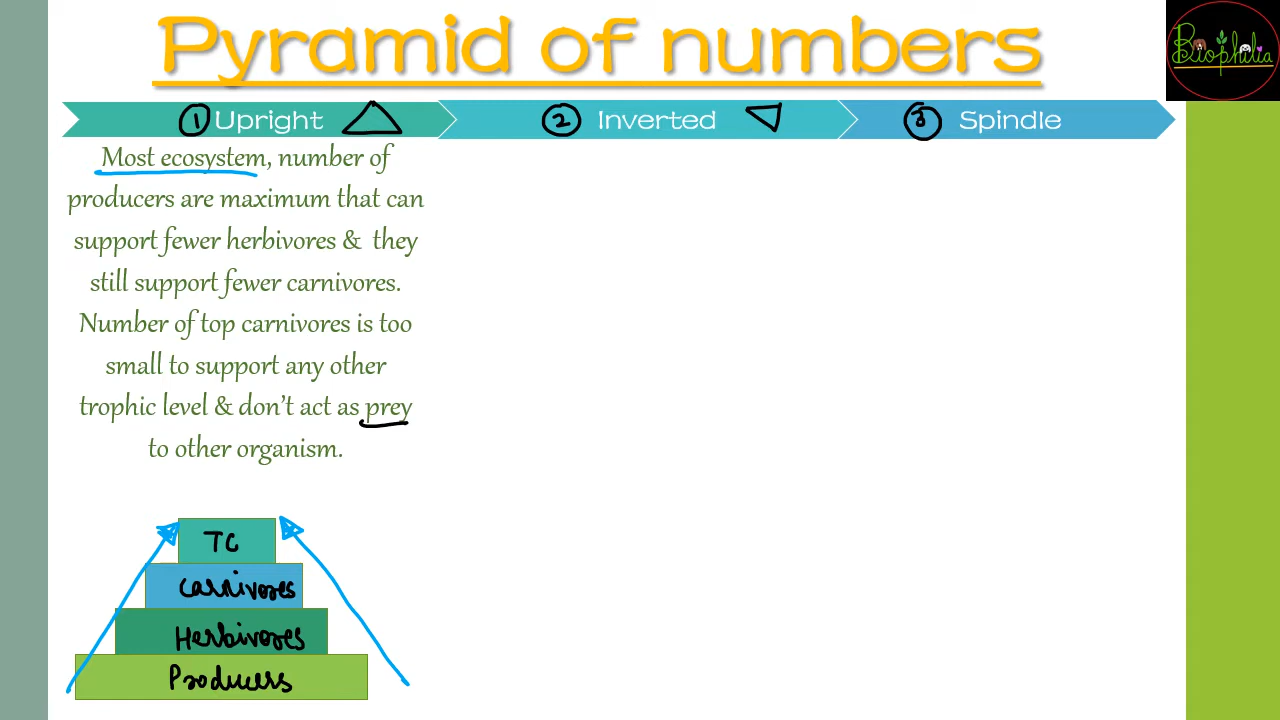 Pyramid of numbers
Biophilia
1 Upright
2 Inverted
3 Spindle
Most ecosystem, number of
producers are maximum that can
support fewer herbivores & they
still support fewer carnivores.
Number of top carnivores is too
small to support any other
trophic level & don't act as prey
to other organism.
TC
Carnivores
Herbivores
Producers